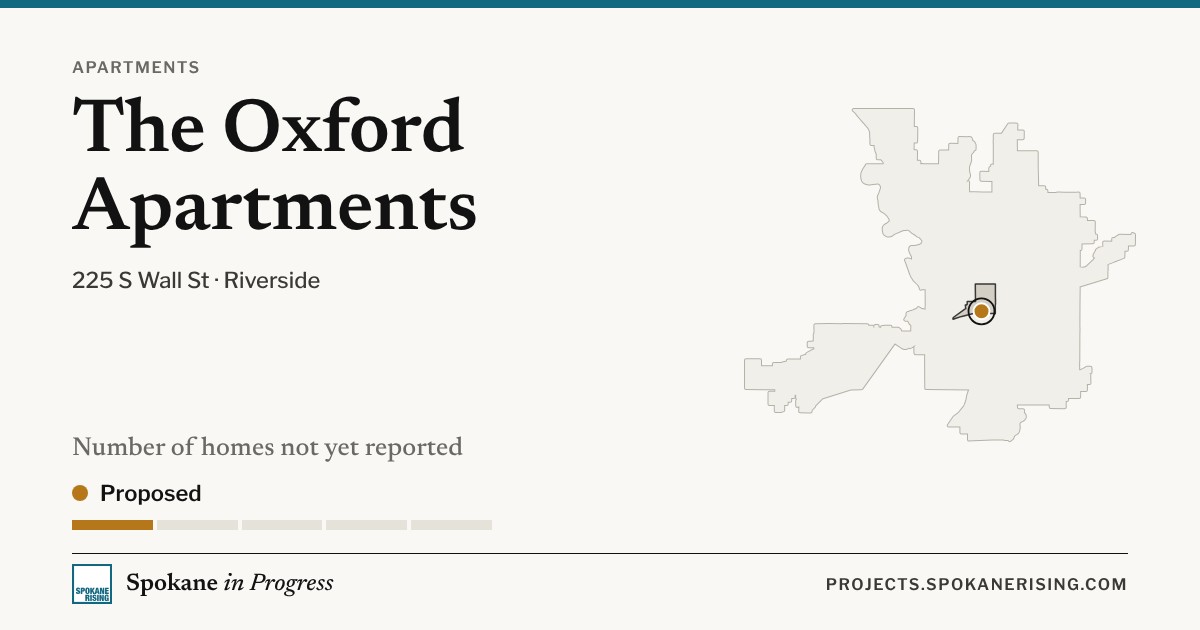 APARTMENTS
The Oxford
Apartments
225 S Wall St · Riverside
Number of homes not yet reported
Proposed
SPOKANE
RISING
Spokane in Progress
PROJECTS.SPOKANERISING.COM